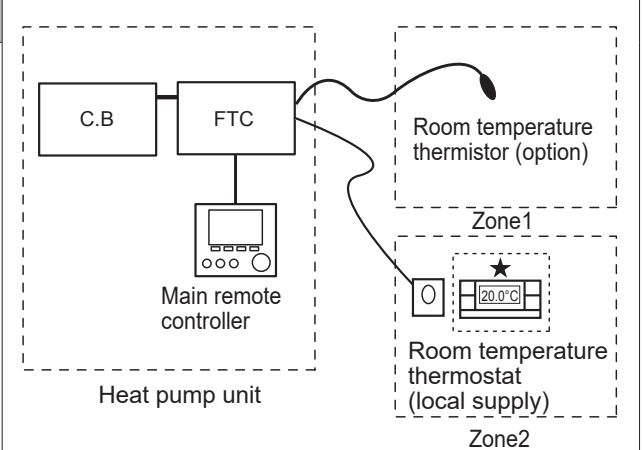 C.B
FTC
Main remote
controller
Heat pump unit
Room temperature
thermistor (option)
Zone1
20.0°C
Room temperature
thermostat
(local supply)
Zone2